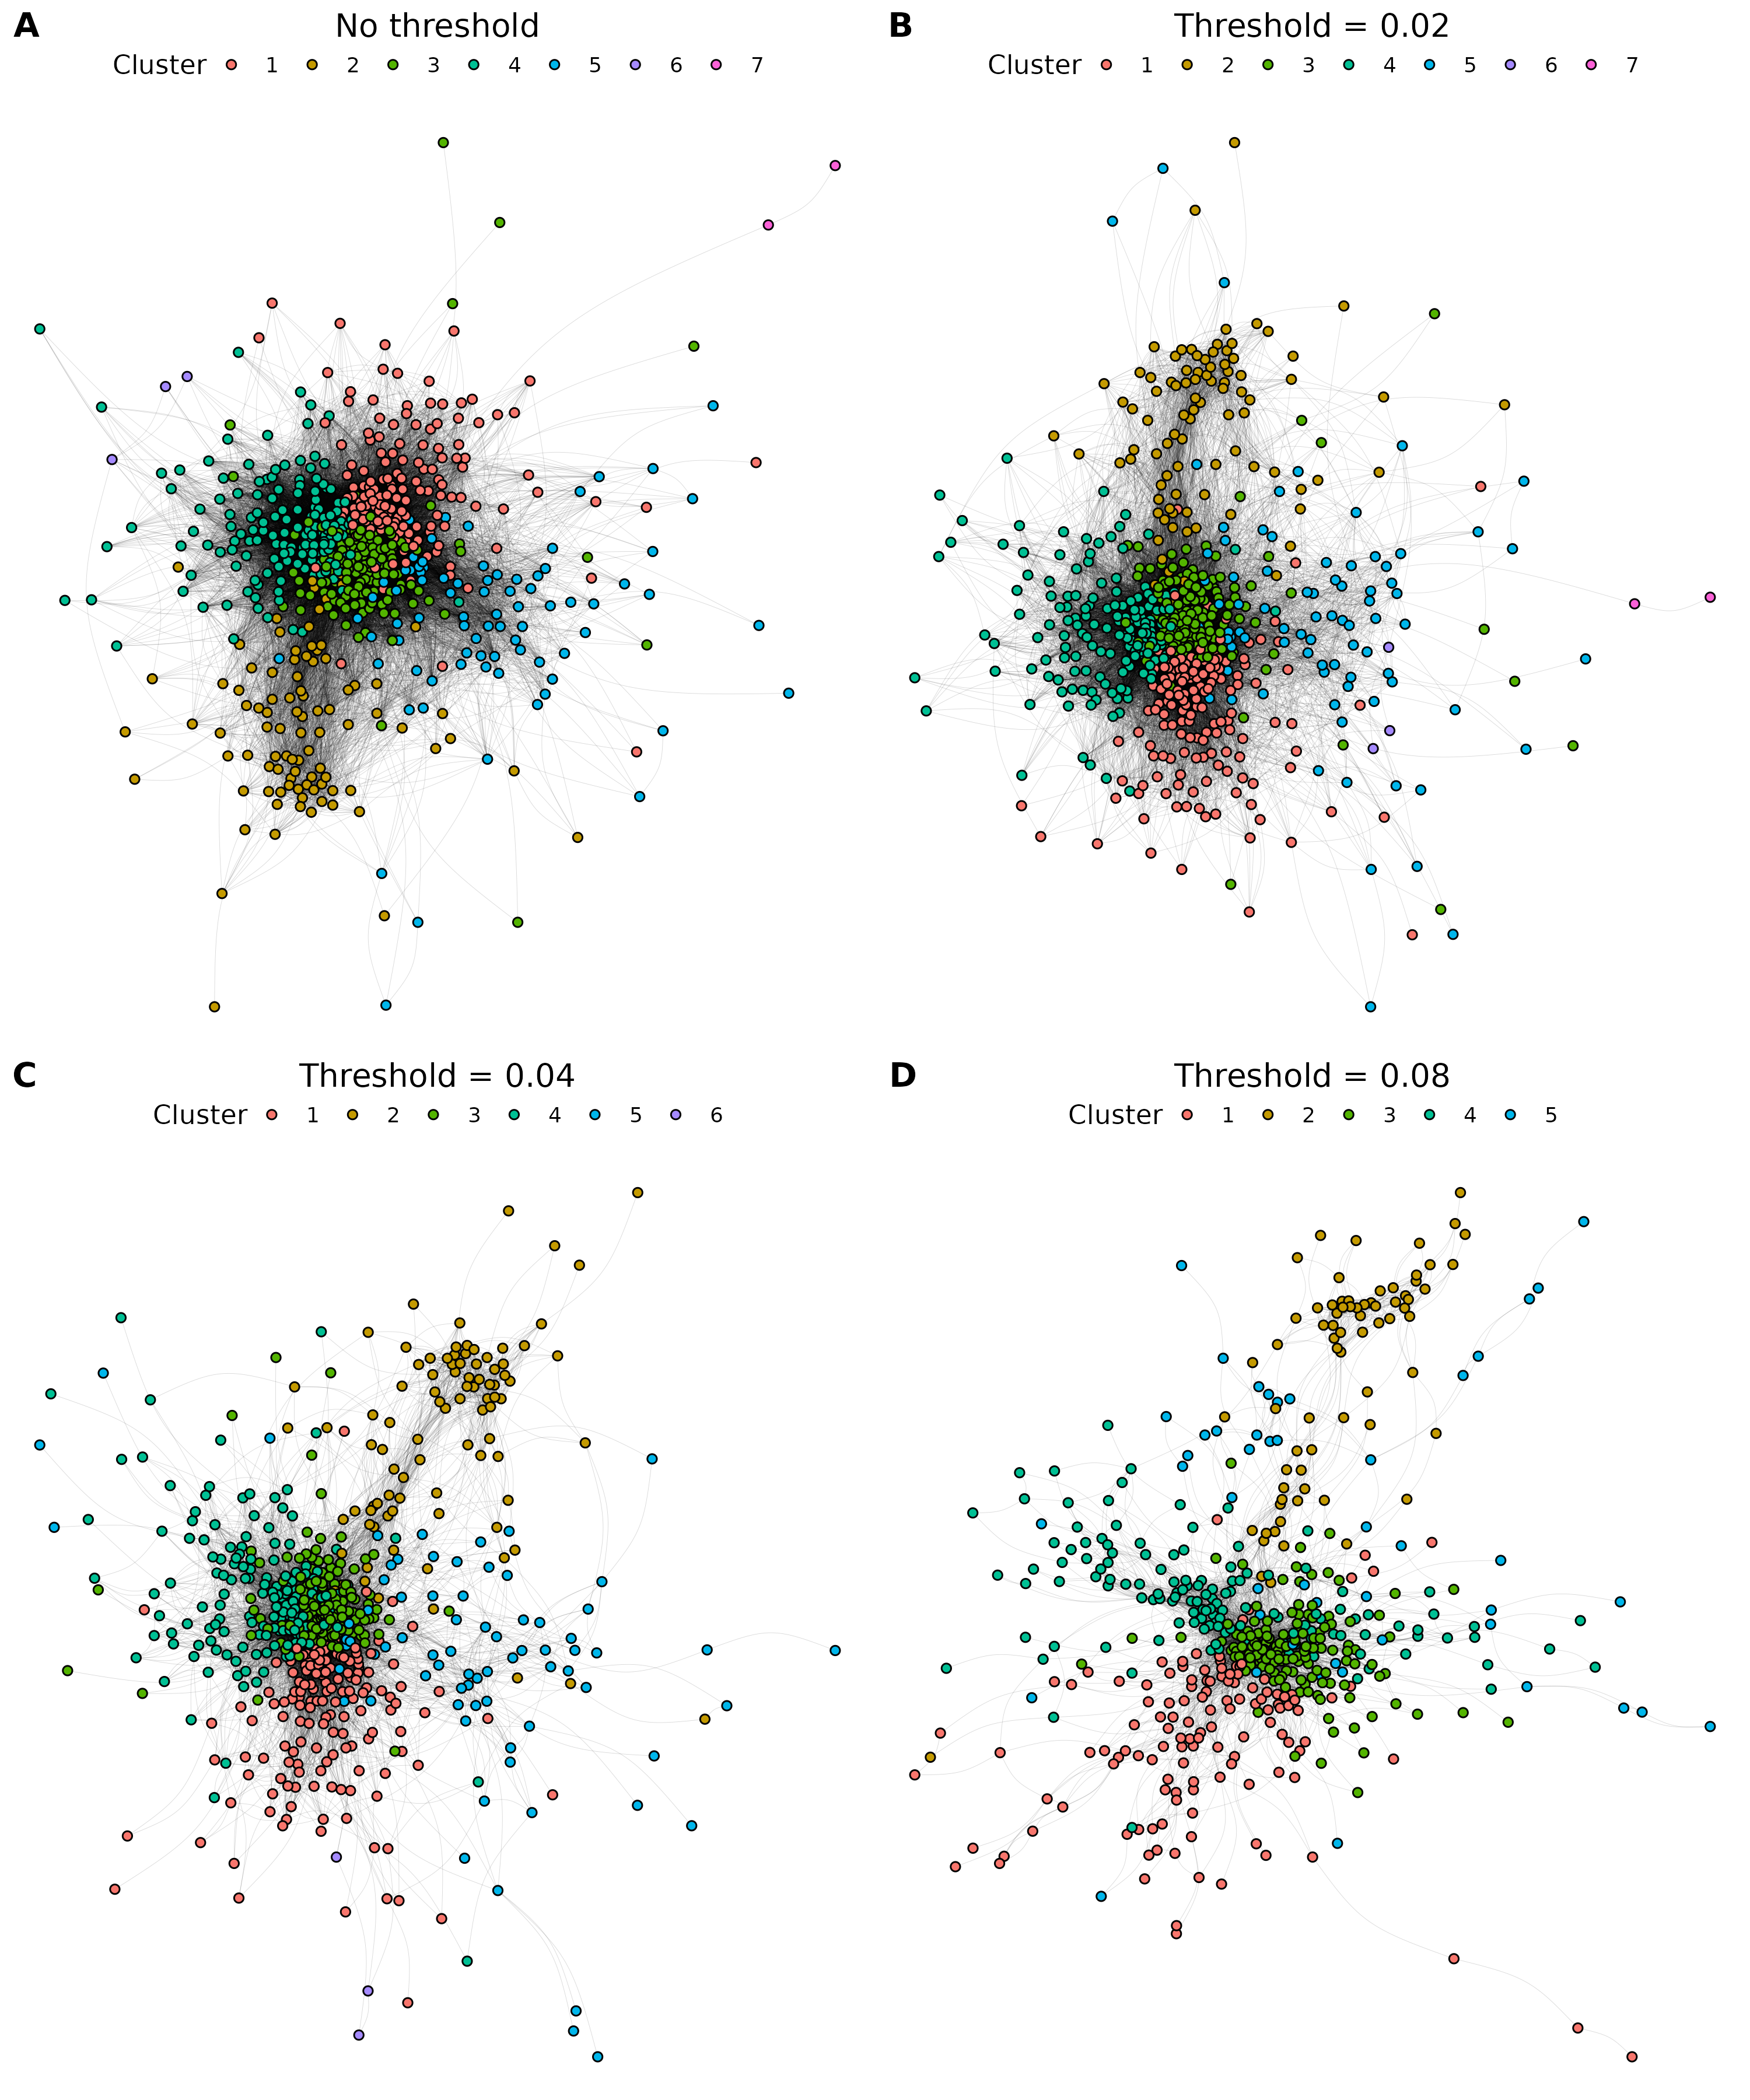 A No threshold
Cluster 1 2 3 4 5 6 7
B Threshold = 0.02
Cluster 1 2 3 4 5 6 7
C Threshold = 0.04
Cluster 1 2 3 4 5 6
D Threshold = 0.08
Cluster 1 2 3 4 5